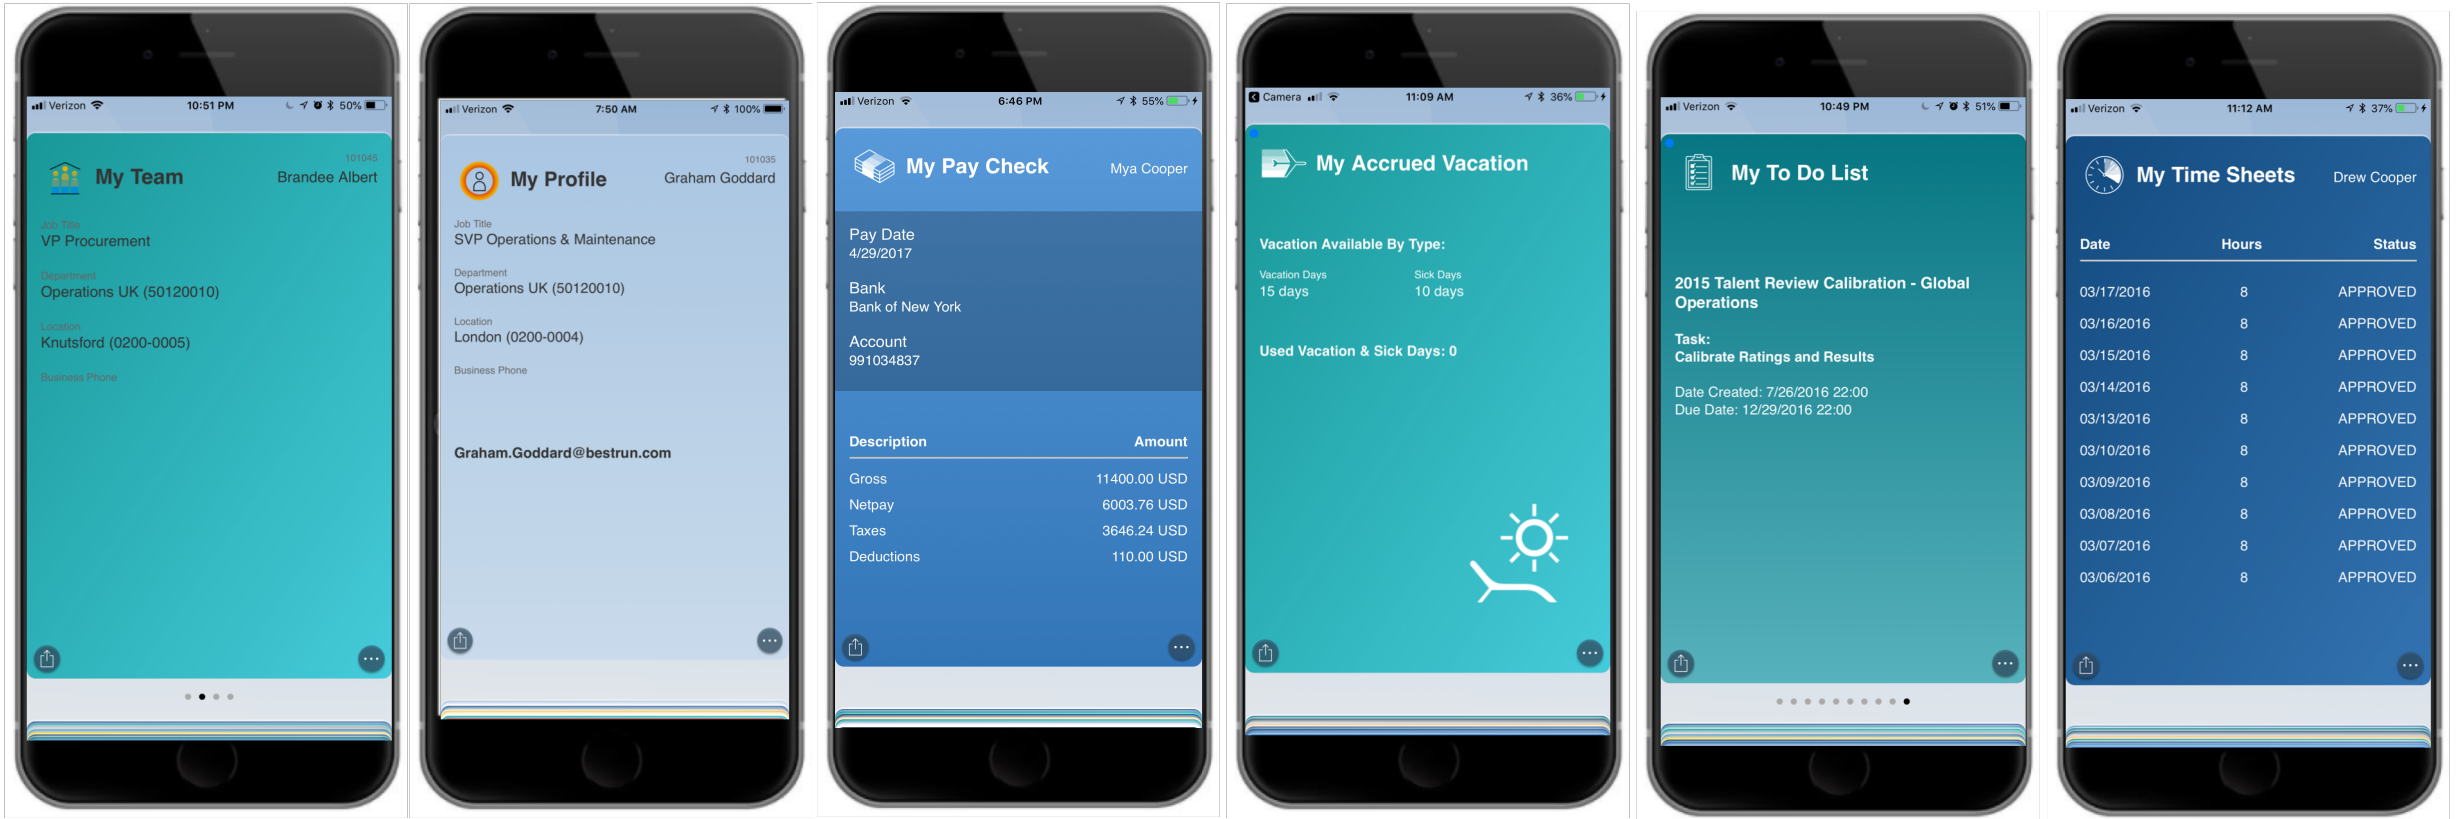 Verizon 10:51 PM 50%
My Team
101045
Brandee Albert
Job Title
VP Procurement
Department
Operations UK (50120010)
Location
Knutsford (0200-0005)
Business Phone
Verizon 7:50 AM 100%
My Profile
101035
Graham Goddard
Job Title
SVP Operations & Maintenance
Department
Operations UK (50120010)
Location
London (0200-0004)
Business Phone
Graham.Goddard@bestrun.com
Verizon 6:46 PM 55%
My Pay Check Mya Cooper
Pay Date
4/29/2017
Bank
Bank of New York
Account
991034837
Description Amount
Gross 11400.00 USD
Netpay 6003.76 USD
Taxes 3646.24 USD
Deductions 110.00 USD
Camera 11:09 AM 36%
My Accrued Vacation
Vacation Available By Type:
Vacation Days Sick Days
15 days 10 days
Used Vacation & Sick Days: 0
Verizon 10:49 PM 51%
My To Do List
2015 Talent Review Calibration - Global
Operations
Task:
Calibrate Ratings and Results
Date Created: 7/26/2016 22:00
Due Date: 12/29/2016 22:00
Verizon 11:12 AM 37%
My Time Sheets Drew Cooper
Date Hours Status
03/17/2016 8 APPROVED
03/16/2016 8 APPROVED
03/15/2016 8 APPROVED
03/14/2016 8 APPROVED
03/13/2016 8 APPROVED
03/10/2016 8 APPROVED
03/09/2016 8 APPROVED
03/08/2016 8 APPROVED
03/07/2016 8 APPROVED
03/06/2016 8 APPROVED